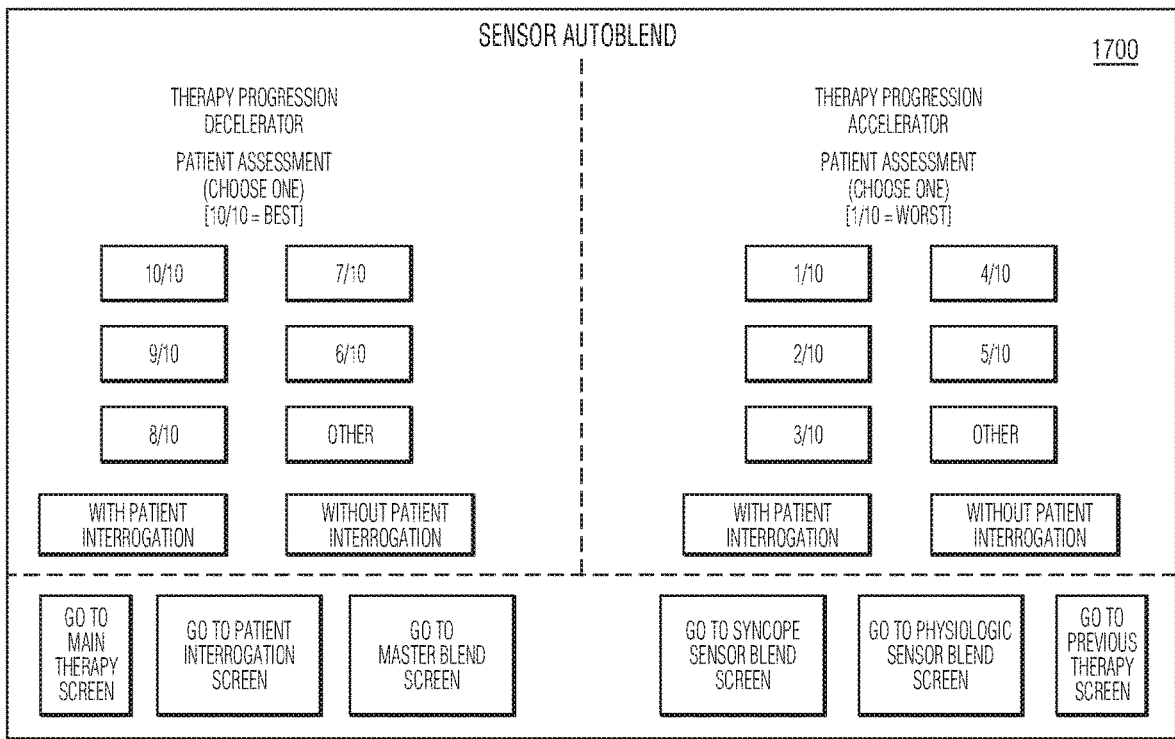 SENSOR AUTOBLEND
1700
THERAPY PROGRESSION
DECELERATOR
PATIENT ASSESSMENT
(CHOOSE ONE)
[10/10 = BEST]
10/10
7/10
9/10
6/10
8/10
OTHER
WITH PATIENT
INTERROGATION
WITHOUT PATIENT
INTERROGATION
THERAPY PROGRESSION
ACCELERATOR
PATIENT ASSESSMENT
(CHOOSE ONE)
[1/10 = WORST]
1/10
4/10
2/10
5/10
3/10
OTHER
WITH PATIENT
INTERROGATION
WITHOUT PATIENT
INTERROGATION
GO TO
MAIN
THERAPY
SCREEN
GO TO PATIENT
INTERROGATION
SCREEN
GO TO
MASTER BLEND
SCREEN
GO TO SYNCOPE
SENSOR BLEND
SCREEN
GO TO PHYSIOLOGIC
SENSOR BLEND
SCREEN
GO TO
PREVIOUS
THERAPY
SCREEN